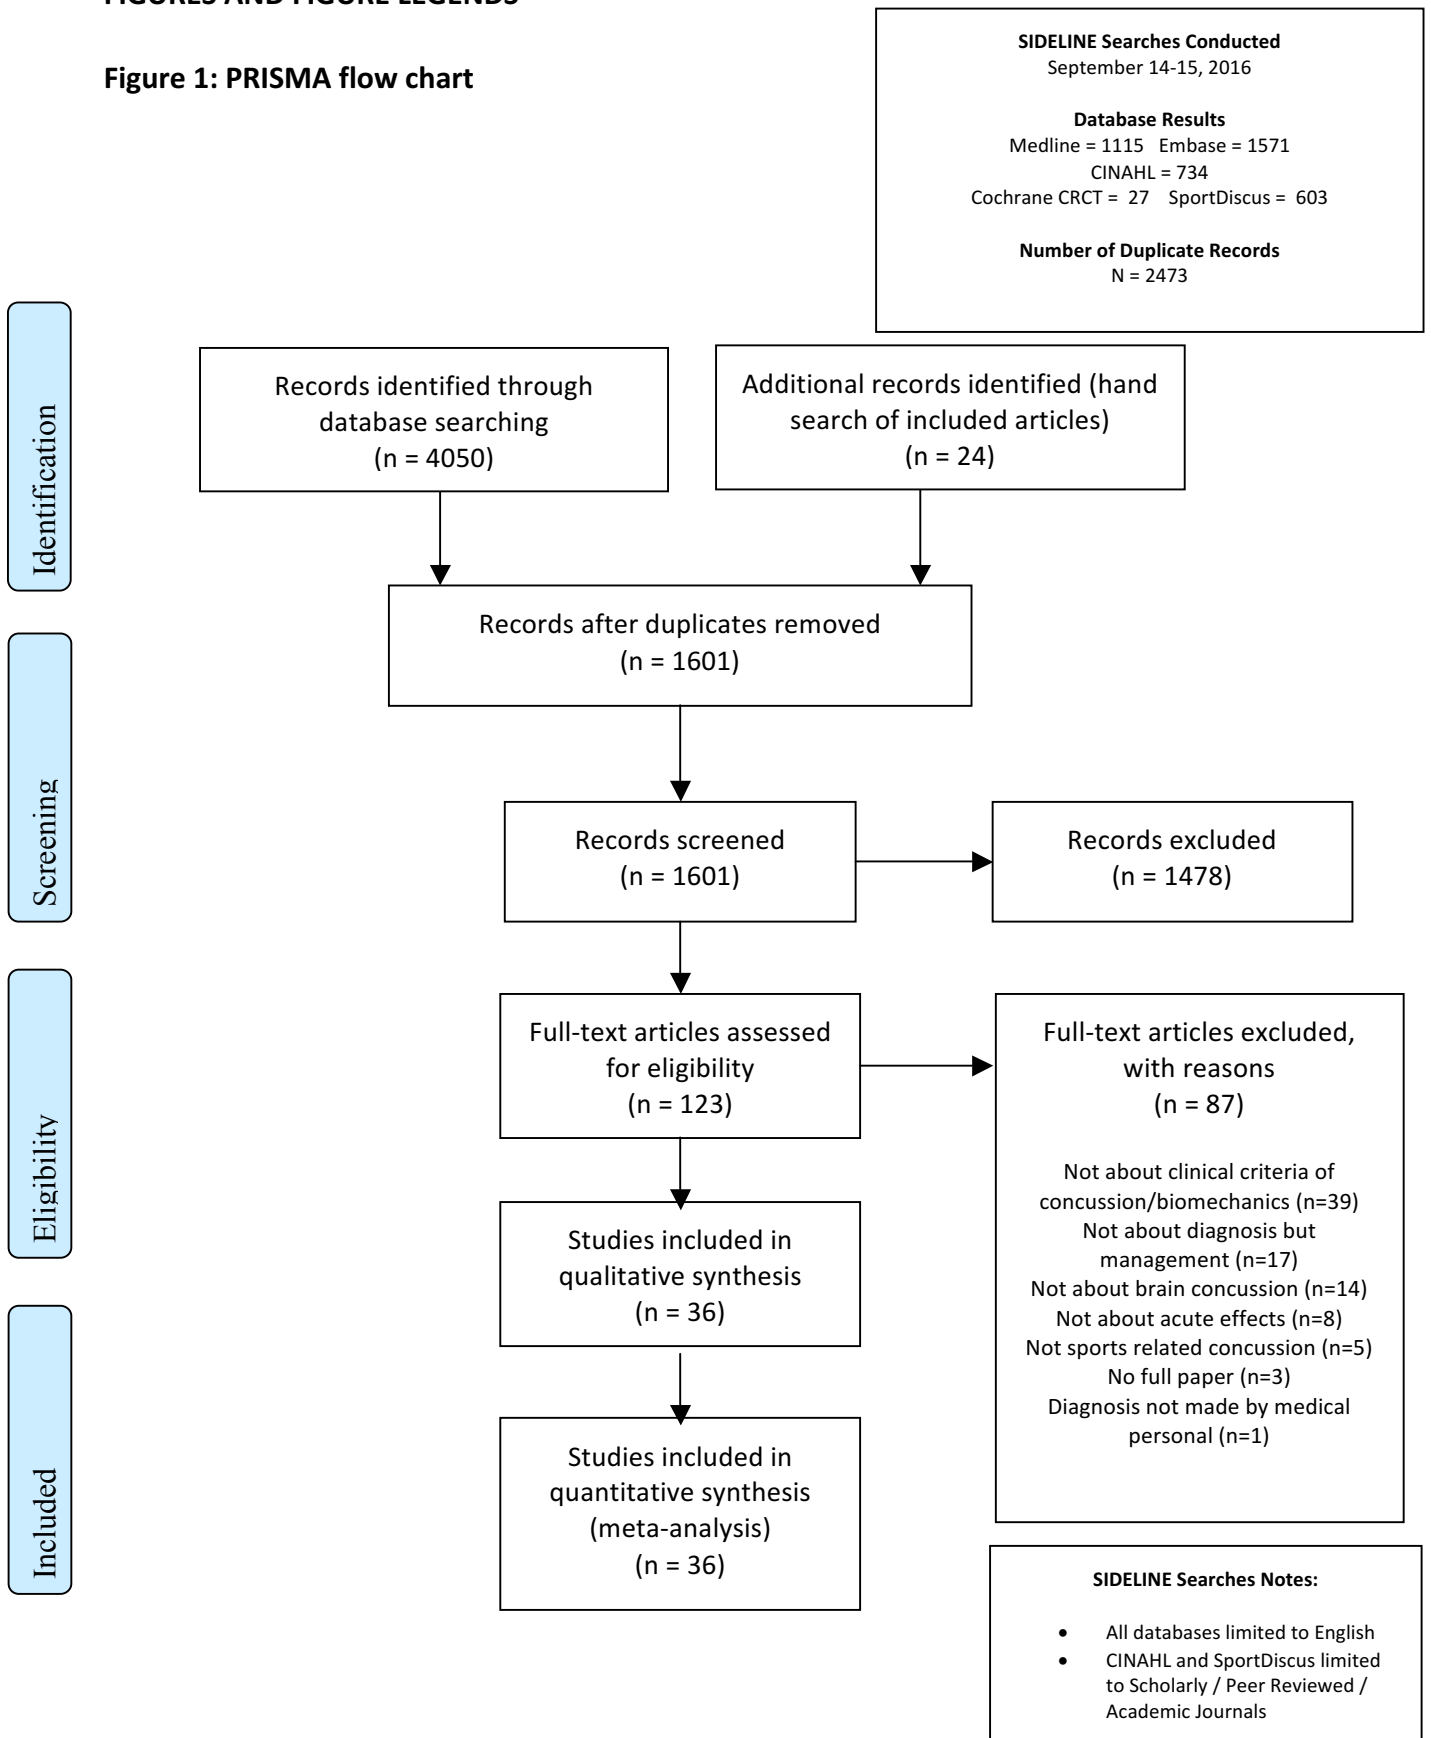 FIGURES AND FIGURE LEGENDS
Figure 1: PRISMA flow chart
SIDELINE Searches Conducted
September 14-15, 2016
Database Results
Medline = 1115 Embase = 1571
CINAHL = 734
Cochrane CRCT = 27 SportDiscus = 603
Number of Duplicate Records
N = 2473
Identification
Records identified through
database searching
(n = 4050)
Additional records identified (hand
search of included articles)
(n = 24)
Records after duplicates removed
(n = 1601)
Screening
Records screened
(n = 1601)
Records excluded
(n = 1478)
Eligibility
Full-text articles assessed
for eligibility
(n = 123)
Full-text articles excluded,
with reasons
(n = 87)
Not about clinical criteria of
concussion/biomechanics (n=39)
Not about diagnosis but
management (n=17)
Not about brain concussion (n=14)
Not about acute effects (n=8)
Not sports related concussion (n=5)
No full paper (n=3)
Diagnosis not made by medical
personal (n=1)
Studies included in
qualitative synthesis
(n = 36)
Included
Studies included in
quantitative synthesis
(meta-analysis)
(n = 36)
SIDELINE Searches Notes:
• All databases limited to English
• CINAHL and SportDiscus limited
to Scholarly / Peer Reviewed /
Academic Journals